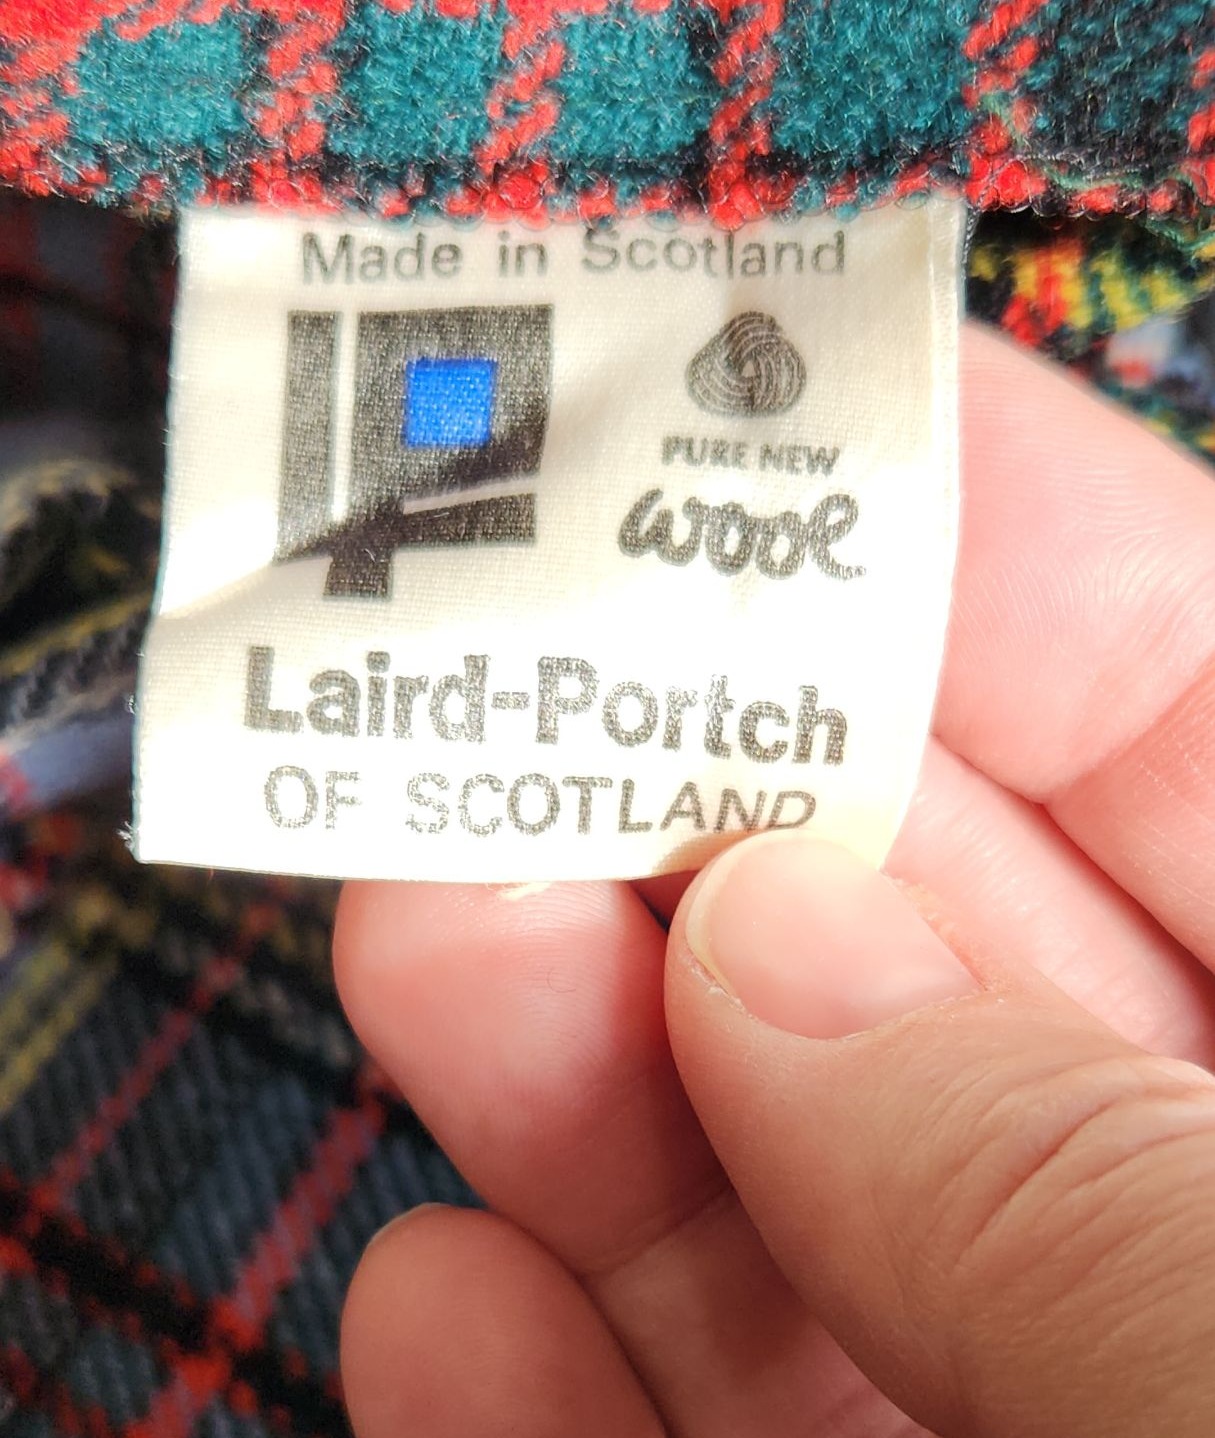 Made in Scotland
PURE NEW
wool
Laird-Portch
OF SCOTLAND